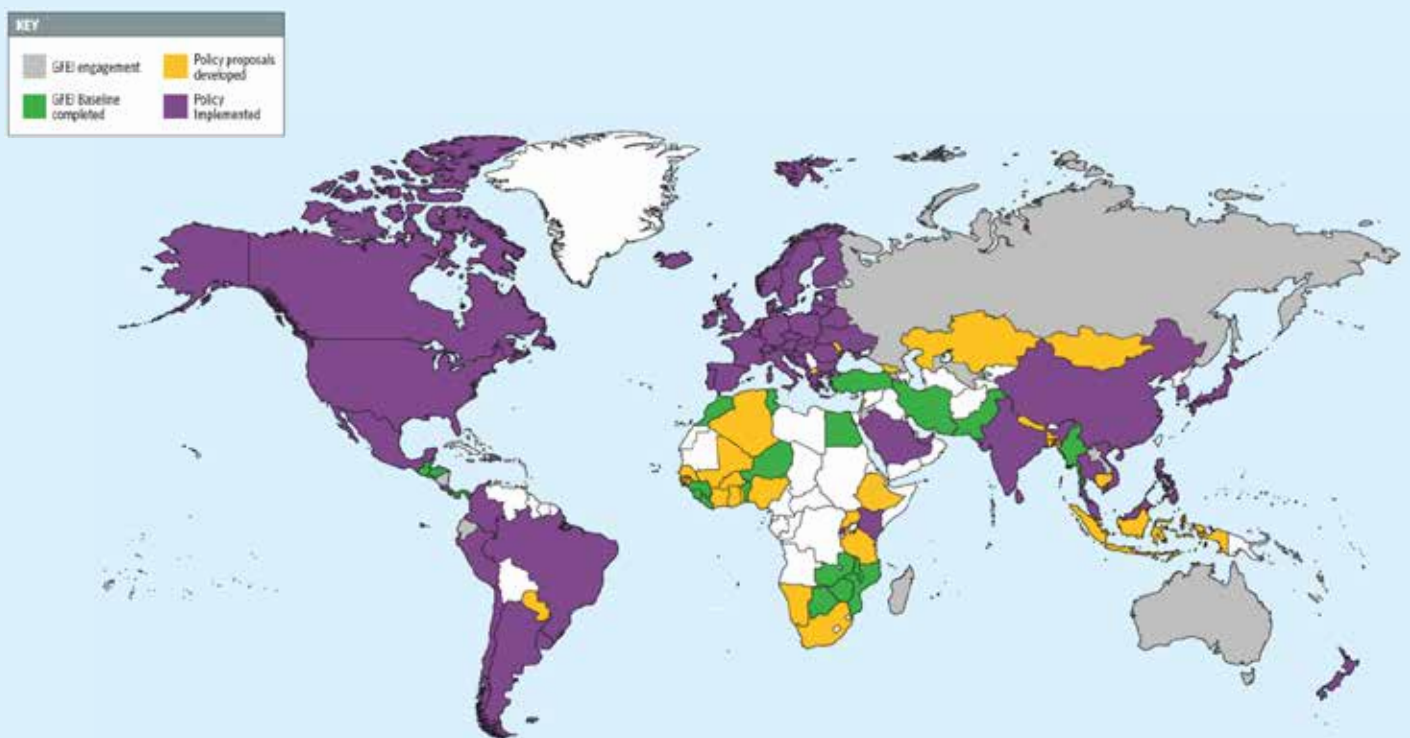 KEY
GFEI engagement
Policy proposals
developed
GFEI Baseline
completed
Policy
Implemented